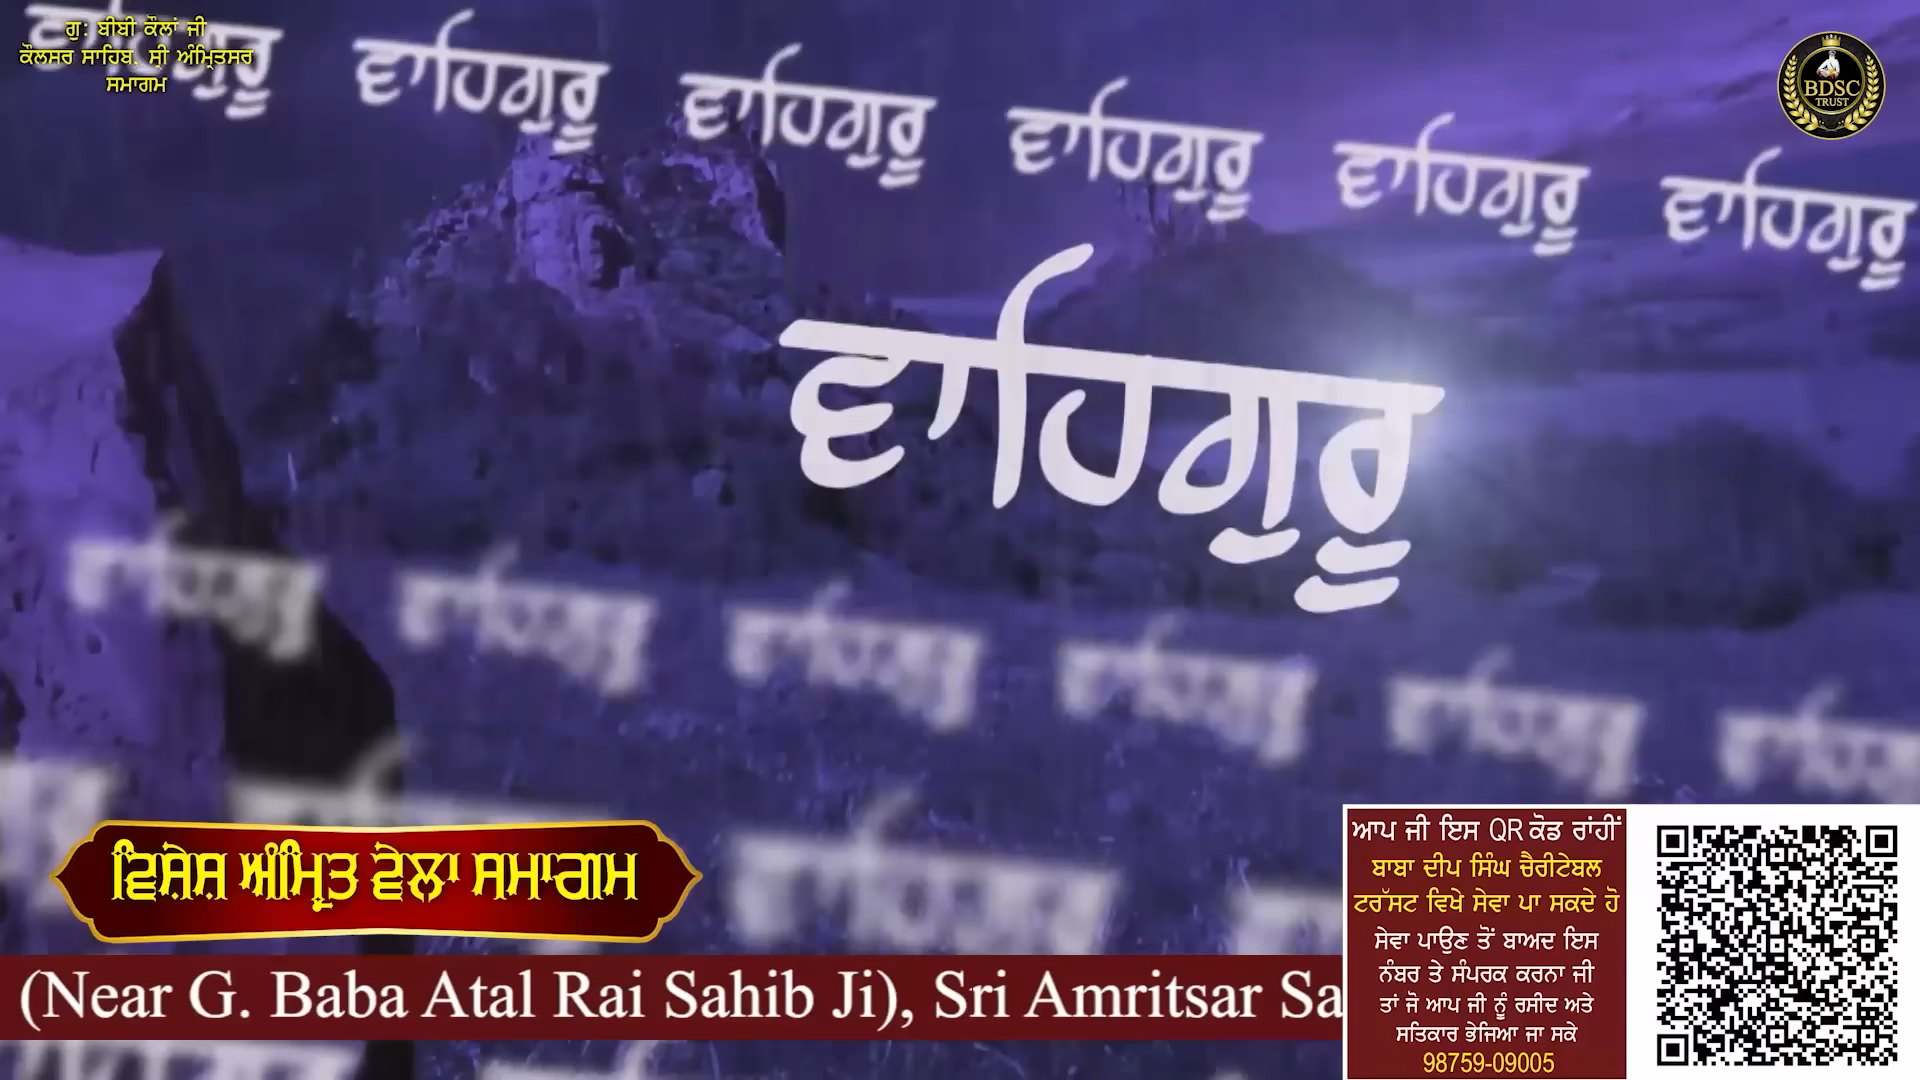 ਗੁ: ਬੀਬੀ ਕੌਲਾਂ ਜੀ
ਕੌਲਸਰ ਸਾਹਿਬ, ਸ੍ਰੀ ਅੰਮ੍ਰਿਤਸਰ
ਸਮਾਗਮ
BDSC
TRUST
ਵਾਹਿਗੁਰੂ ਵਾਹਿਗੁਰੂ ਵਾਹਿਗੁਰੂ ਵਾਹਿਗੁਰੂ ਵਾਹਿਗੁਰੂ ਵਾਹਿਗੁਰੂ
ਵਾਹਿਗੁਰੂ
ਵਾਹਿਗੁਰੂ ਵਾਹਿਗੁਰੂ ਵਾਹਿਗੁਰੂ ਵਾਹਿਗੁਰੂ ਵਾਹਿਗੁਰੂ
ਵਾਹਿਗੁਰੂ
ਵਿਸ਼ੇਸ਼ ਅੰਮ੍ਰਿਤ ਵੇਲਾ ਸਮਾਗਮ
(Near G. Baba Atal Rai Sahib Ji), Sri Amritsar Sa
ਆਪ ਜੀ ਇਸ QR ਕੋਡ ਰਾਂਹੀਂ
ਬਾਬਾ ਦੀਪ ਸਿੰਘ ਚੈਰੀਟੇਬਲ
ਟਰੱਸਟ ਵਿਖੇ ਸੇਵਾ ਪਾ ਸਕਦੇ ਹੋ
ਸੇਵਾ ਪਾਉਣ ਤੋਂ ਬਾਅਦ ਇਸ
ਨੰਬਰ ਤੇ ਸੰਪਰਕ ਕਰਨਾ ਜੀ
ਤਾਂ ਜੋ ਆਪ ਜੀ ਨੂੰ ਰਸੀਦ ਅਤੇ
ਸਤਿਕਾਰ ਭੇਜਿਆ ਜਾ ਸਕੇ
98759-09005